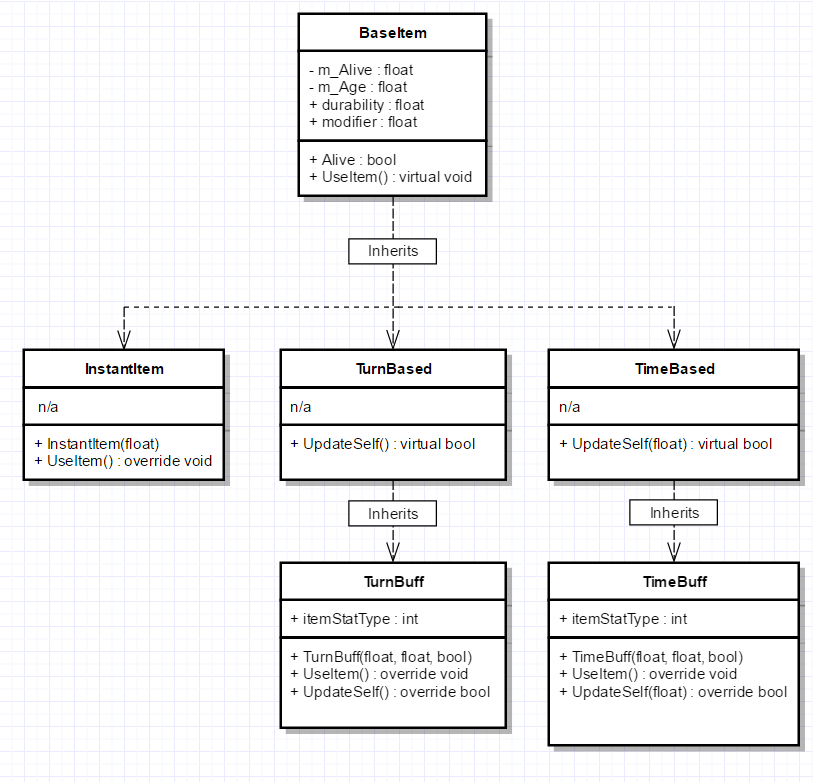 BaseItem
- m_Alive : float
- m_Age : float
+ durability : float
+ modifier : float
+ Alive : bool
+ UseItem() : virtual void
Inherits
InstantItem
n/a
+ InstantItem(float)
+ UseItem() : override void
TurnBased
n/a
+ UpdateSelf() : virtual bool
TimeBased
n/a
+ UpdateSelf(float) : virtual bool
Inherits
Inherits
TurnBuff
+ itemStatType : int
+ TurnBuff(float, float, bool)
+ UseItem() : override void
+ UpdateSelf() : override bool
TimeBuff
+ itemStatType : int
+ TimeBuff(float, float, bool)
+ UseItem() : override void
+ UpdateSelf(float) : override bool